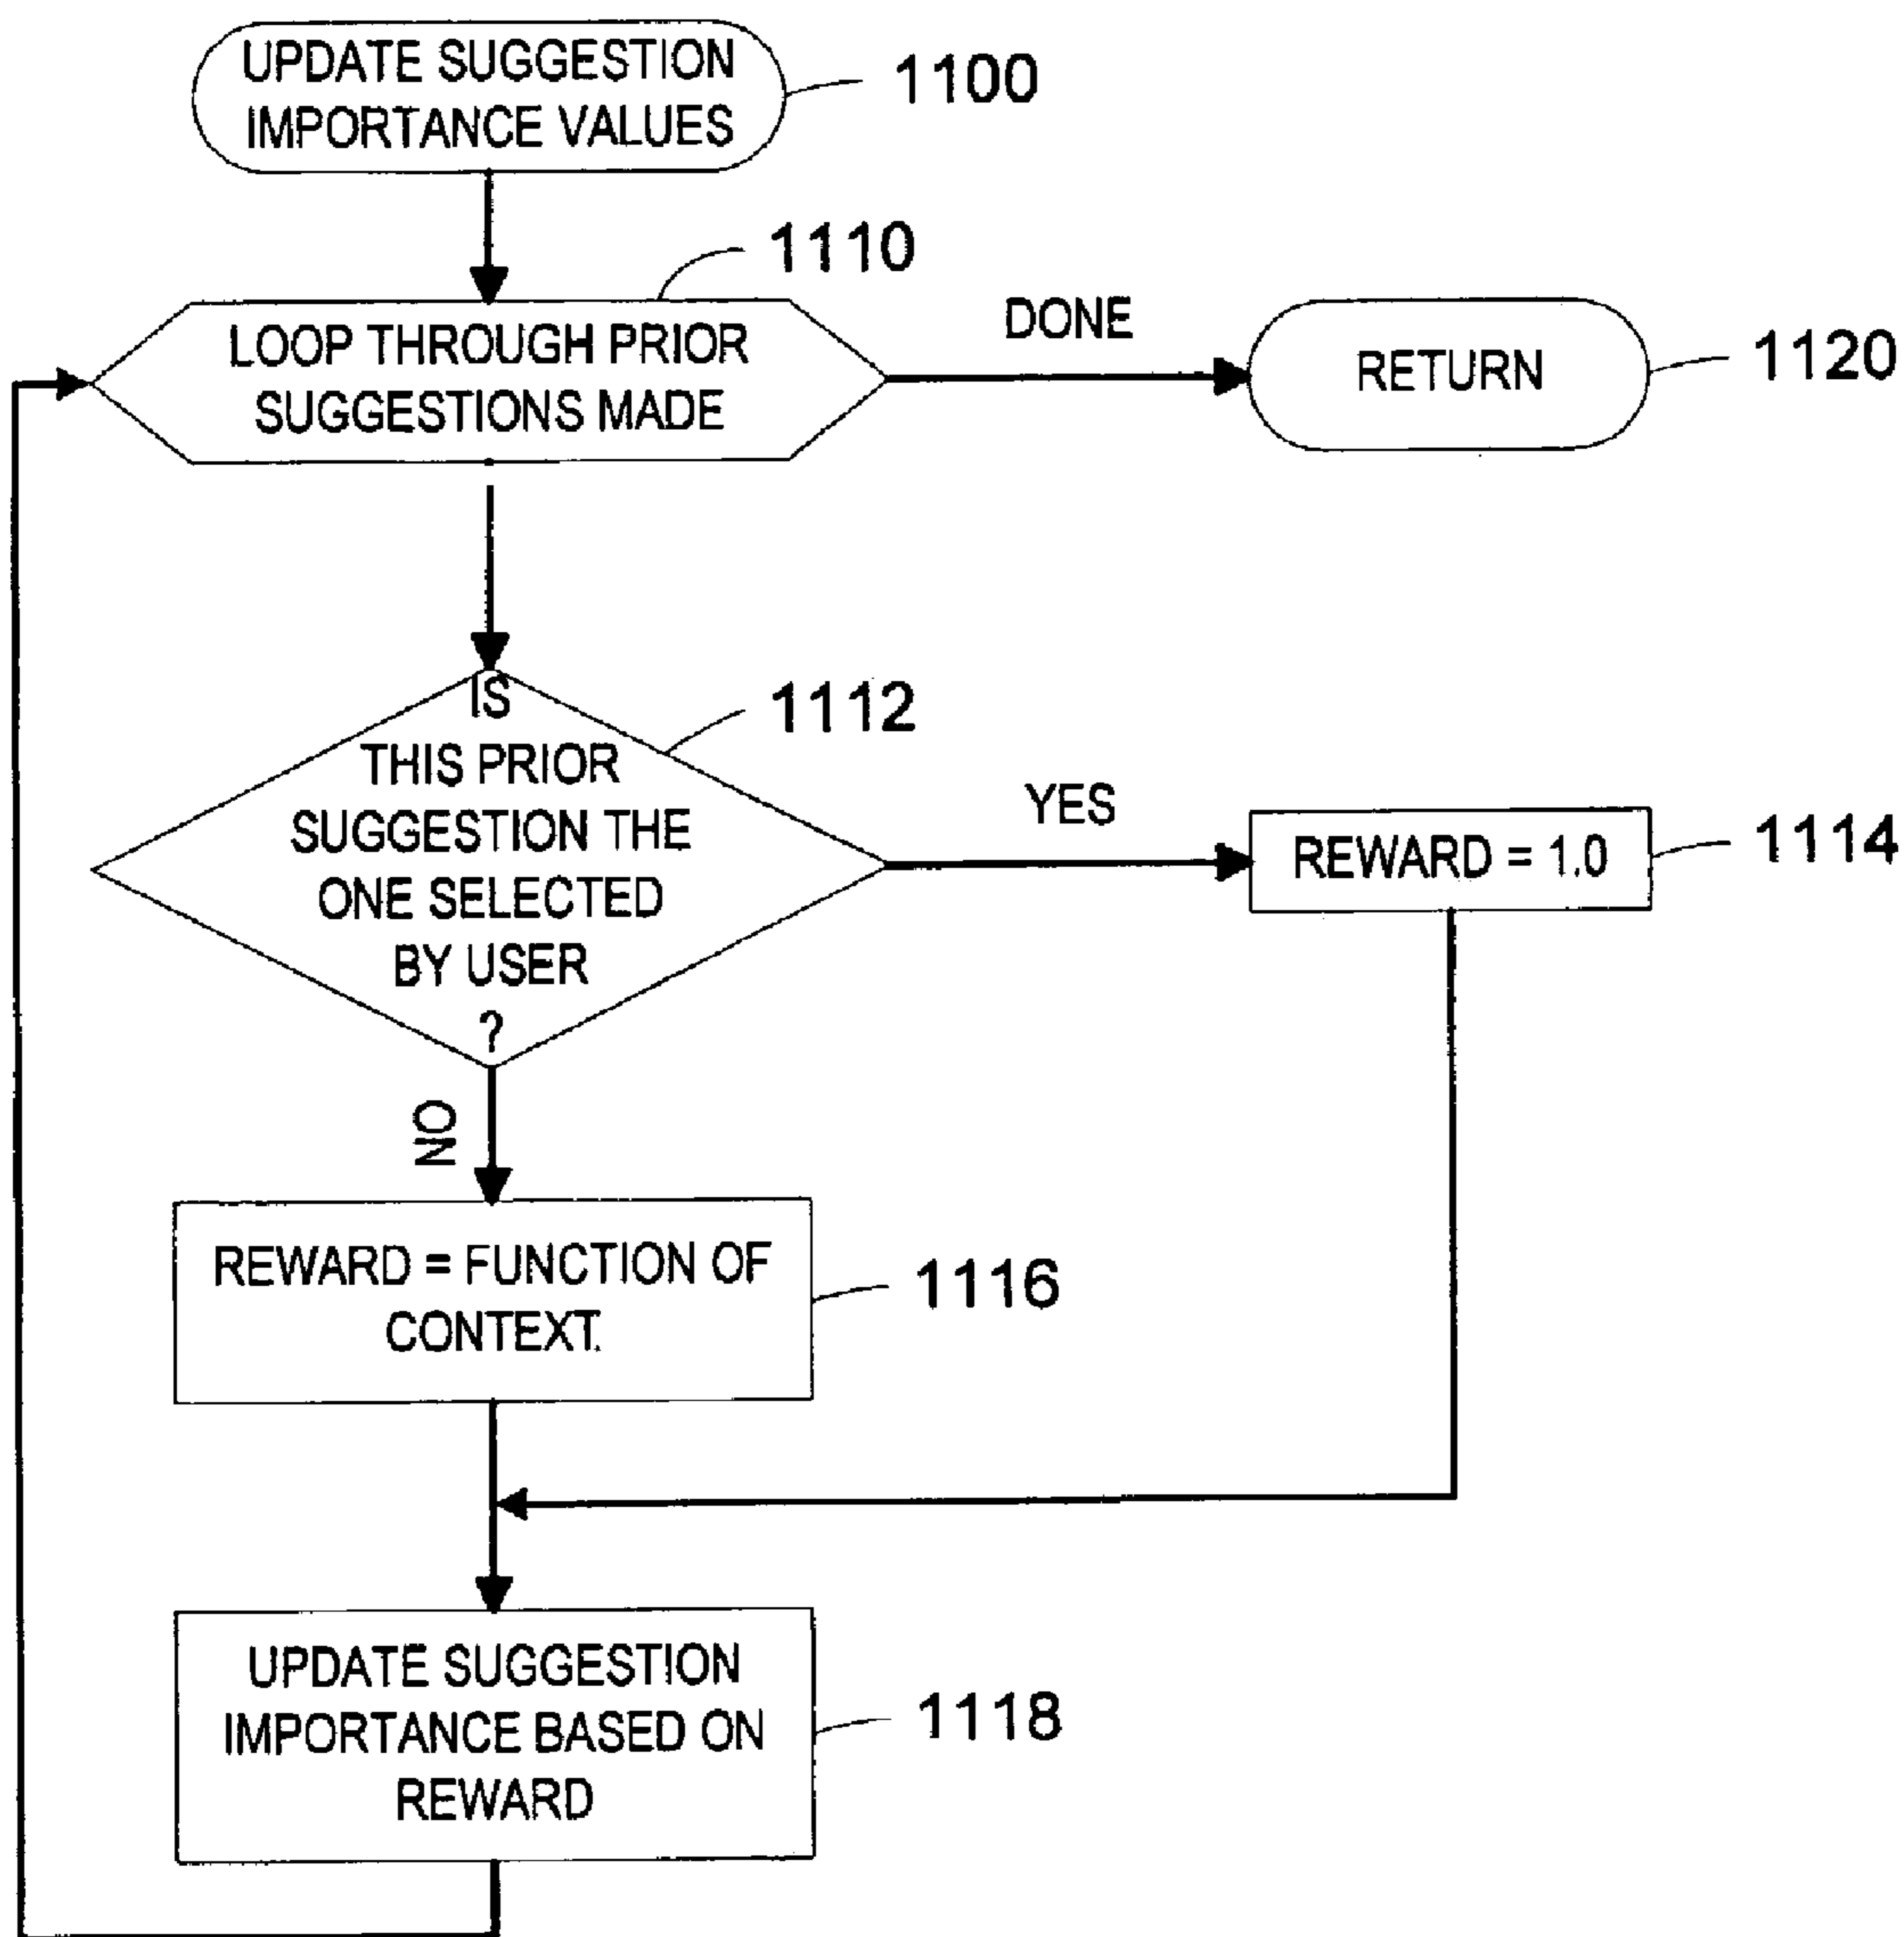 UPDATE SUGGESTION
IMPORTANCE VALUES
1100
1110
LOOP THROUGH PRIOR
SUGGESTIONS MADE
DONE
RETURN
1120
IS
THIS PRIOR
SUGGESTION THE
ONE SELECTED
BY USER
?
1112
YES
REWARD = 1.0
1114
NO
REWARD = FUNCTION OF
CONTEXT
1116
UPDATE SUGGESTION
IMPORTANCE BASED ON
REWARD
1118